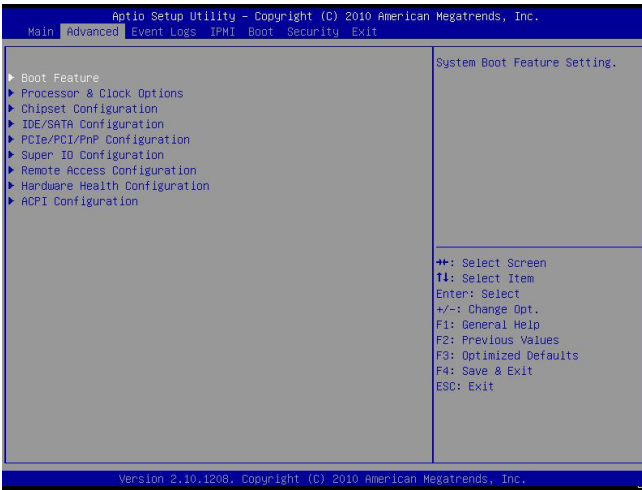 Aptio Setup Utility - Copyright (C) 2010 American Megatrends, Inc.
Main Advanced Event Logs IPMI Boot Security Exit
System Boot Feature Setting.
▶ Boot Feature
▶ Processor & Clock Options
▶ Chipset Configuration
▶ IDE/SATA Configuration
▶ PCIe/PCI/PnP Configuration
▶ Super IO Configuration
▶ Remote Access Configuration
▶ Hardware Health Configuration
▶ ACPI Configuration
→←: Select Screen
↑↓: Select Item
Enter: Select
+/-: Change Opt.
F1: General Help
F2: Previous Values
F3: Optimized Defaults
F4: Save & Exit
ESC: Exit
Version 2.10.1208. Copyright (C) 2010 American Megatrends, Inc.